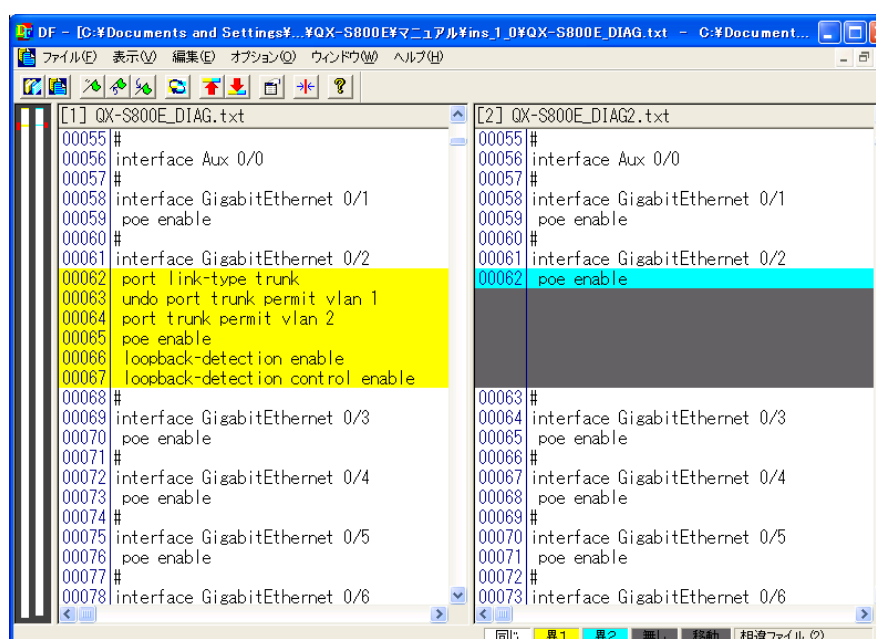 DF - [C:¥Documents and Settings¥...¥QX-S800E¥マニュアル¥ins_1_0¥QX-S800E_DIAG.txt - C:¥Document...
ファイル(F) 表示(V) 編集(E) オプション(O) ウィンドウ(W) ヘルプ(H)
[1] QX-S800E_DIAG.txt
00055 #
00056 interface Aux 0/0
00057 #
00058 interface GigabitEthernet 0/1
00059 poe enable
00060 #
00061 interface GigabitEthernet 0/2
00062 port link-type trunk
00063 undo port trunk permit vlan 1
00064 port trunk permit vlan 2
00065 poe enable
00066 loopback-detection enable
00067 loopback-detection control enable
00068 #
00069 interface GigabitEthernet 0/3
00070 poe enable
00071 #
00072 interface GigabitEthernet 0/4
00073 poe enable
00074 #
00075 interface GigabitEthernet 0/5
00076 poe enable
00077 #
00078 interface GigabitEthernet 0/6
[2] QX-S800E_DIAG2.txt
00055 #
00056 interface Aux 0/0
00057 #
00058 interface GigabitEthernet 0/1
00059 poe enable
00060 #
00061 interface GigabitEthernet 0/2
00062 poe enable
00063 #
00064 interface GigabitEthernet 0/3
00065 poe enable
00066 #
00067 interface GigabitEthernet 0/4
00068 poe enable
00069 #
00070 interface GigabitEthernet 0/5
00071 poe enable
00072 #
00073 interface GigabitEthernet 0/6
同じ 異1 異2 無し 移動 相違ファイル (2)